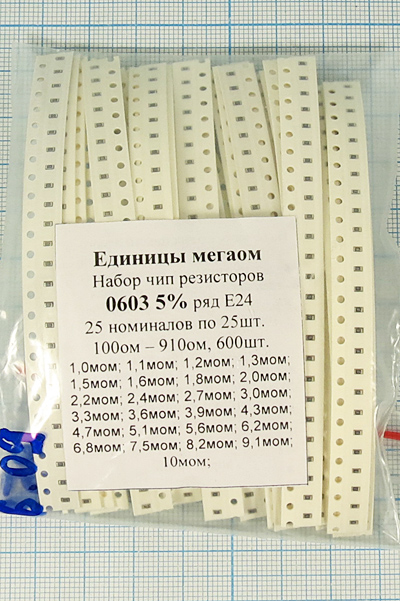 Единицы мегаом
Набор чип резисторов
0603 5% ряд E24
25 номиналов по 25шт.
100ом – 910ом, 600шт.
1,0мом; 1,1мом; 1,2мом; 1,3мом;
1,5мом; 1,6мом; 1,8мом; 2,0мом;
2,2мом; 2,4мом; 2,7мом; 3,0мом;
3,3мом; 3,6мом; 3,9мом; 4,3мом;
4,7мом; 5,1мом; 5,6мом; 6,2мом;
6,8мом; 7,5мом; 8,2мом; 9,1мом;
10мом;